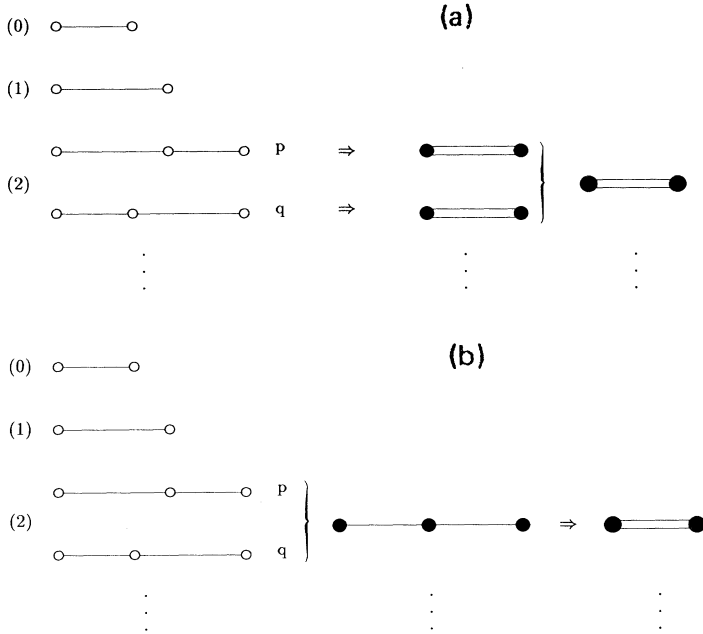 (a)
(0)
(1)
p ⇒
(2)
q ⇒
(b)
(0)
(1)
p
(2) ⇒
q